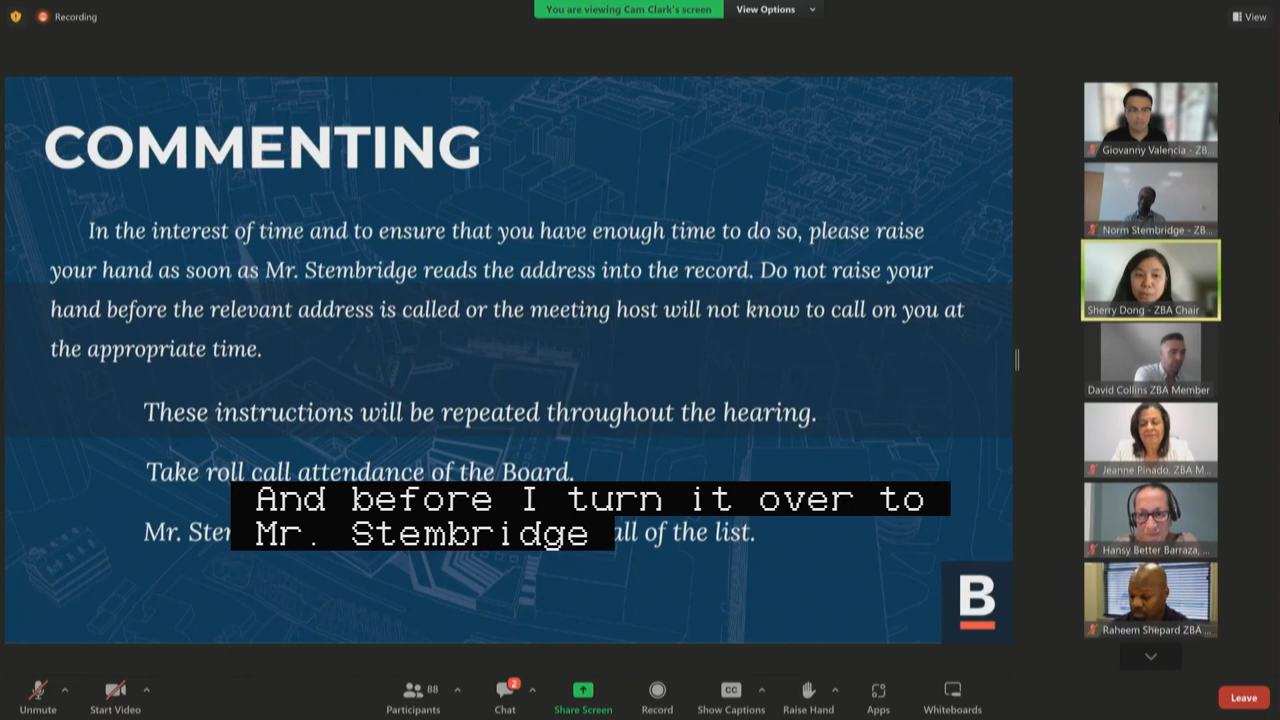 Recording
You are viewing Cam Clark's screen
View Options
View
COMMENTING
In the interest of time and to ensure that you have enough time to do so, please raise
your hand as soon as Mr. Stembridge reads the address into the record. Do not raise your
hand before the relevant address is called or the meeting host will not know to call on you at
the appropriate time.
These instructions will be repeated throughout the hearing.
Take roll call attendance of the Board.
And before I turn it over to
Mr. Stembridge
Mr. Ster
all of the list.
B
Giovanny Valencia - ZB...
Norm Stembridge - ZB...
Sherry Dong - ZBA Chair
David Collins ZBA Member
Jeanne Pinado, ZBA M...
Hansy Better Barraza, ...
Raheem Shepard ZBA ...
Unmute
Start Video
88
Participants
2
Chat
Share Screen
Record
CC
Show Captions
Raise Hand
Apps
Whiteboards
Leave